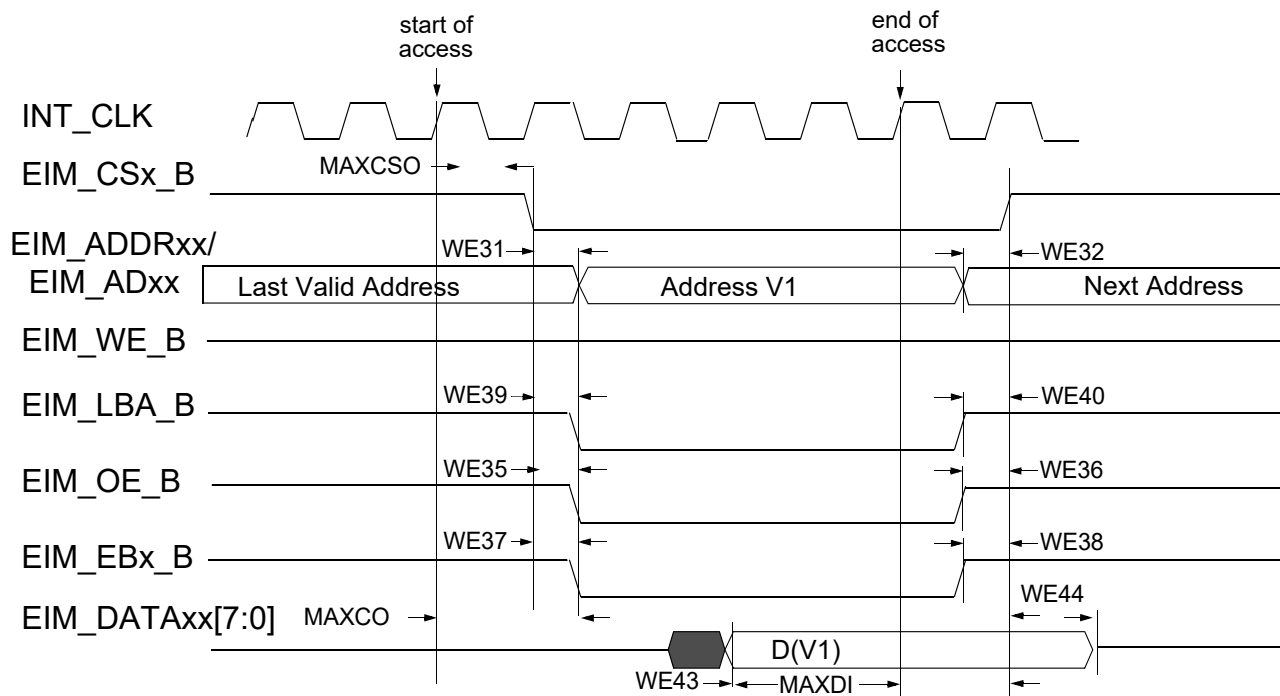 start of
access
end of
access
INT_CLK
MAXCSO
EIM_CSx_B
EIM_ADDRxx/
WE31
WE32
EIM_ADxx
Last Valid Address
Address V1
Next Address
EIM_WE_B
WE39
WE40
EIM_LBA_B
WE35
WE36
EIM_OE_B
WE37
WE38
EIM_EBx_B
WE44
EIM_DATAxx[7:0]
MAXCO
D(V1)
WE43
MAXDI